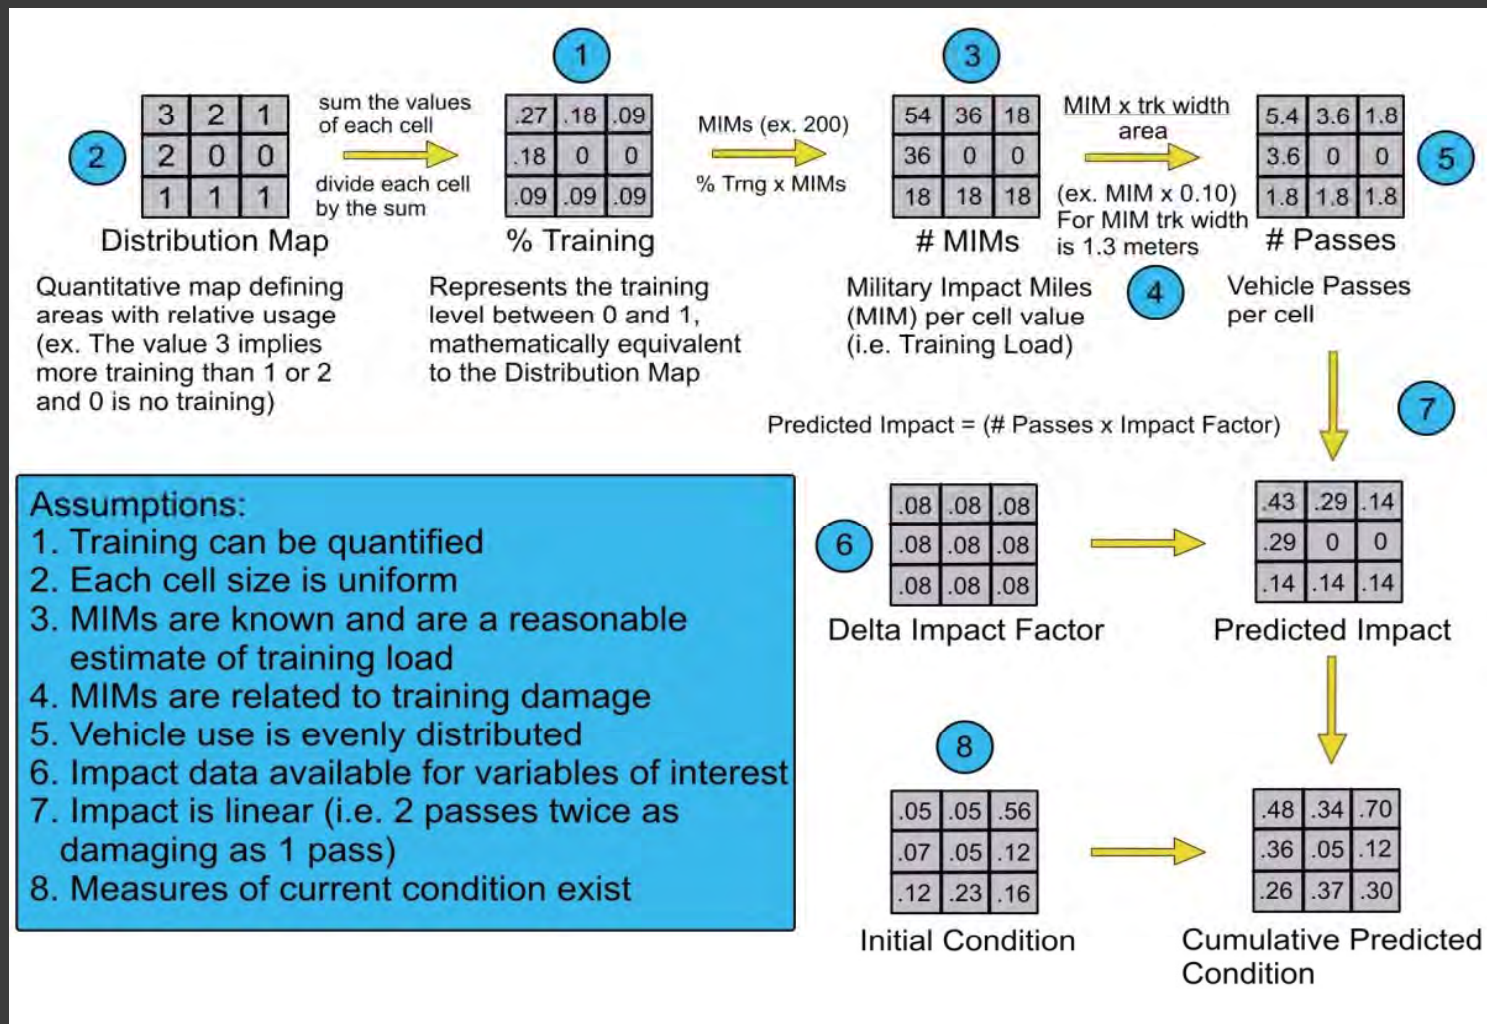 1
3
3 2 1
2 0 0
1 1 1
2
Distribution Map
sum the values
of each cell
divide each cell
by the sum
.27 .18 .09
.18 0 0
.09 .09 .09
% Training
MIMs (ex. 200)
% Trng x MIMs
54 36 18
36 0 0
18 18 18
# MIMs
MIM x trk width
area
(ex. MIM x 0.10)
For MIM trk width
is 1.3 meters
5.4 3.6 1.8
3.6 0 0
1.8 1.8 1.8
5
# Passes
Quantitative map defining
areas with relative usage
(ex. The value 3 implies
more training than 1 or 2
and 0 is no training)
Represents the training
level between 0 and 1,
mathematically equivalent
to the Distribution Map
Military Impact Miles
(MIM) per cell value
(i.e. Training Load)
4
Vehicle Passes
per cell
7
Predicted Impact = (# Passes x Impact Factor)
Assumptions:
1. Training can be quantified
2. Each cell size is uniform
3. MIMs are known and are a reasonable
estimate of training load
4. MIMs are related to training damage
5. Vehicle use is evenly distributed
6. Impact data available for variables of interest
7. Impact is linear (i.e. 2 passes twice as
damaging as 1 pass)
8. Measures of current condition exist
6
.08 .08 .08
.08 .08 .08
.08 .08 .08
Delta Impact Factor
.43 .29 .14
.29 0 0
.14 .14 .14
Predicted Impact
8
.05 .05 .56
.07 .05 .12
.12 .23 .16
Initial Condition
.48 .34 .70
.36 .05 .12
.26 .37 .30
Cumulative Predicted
Condition